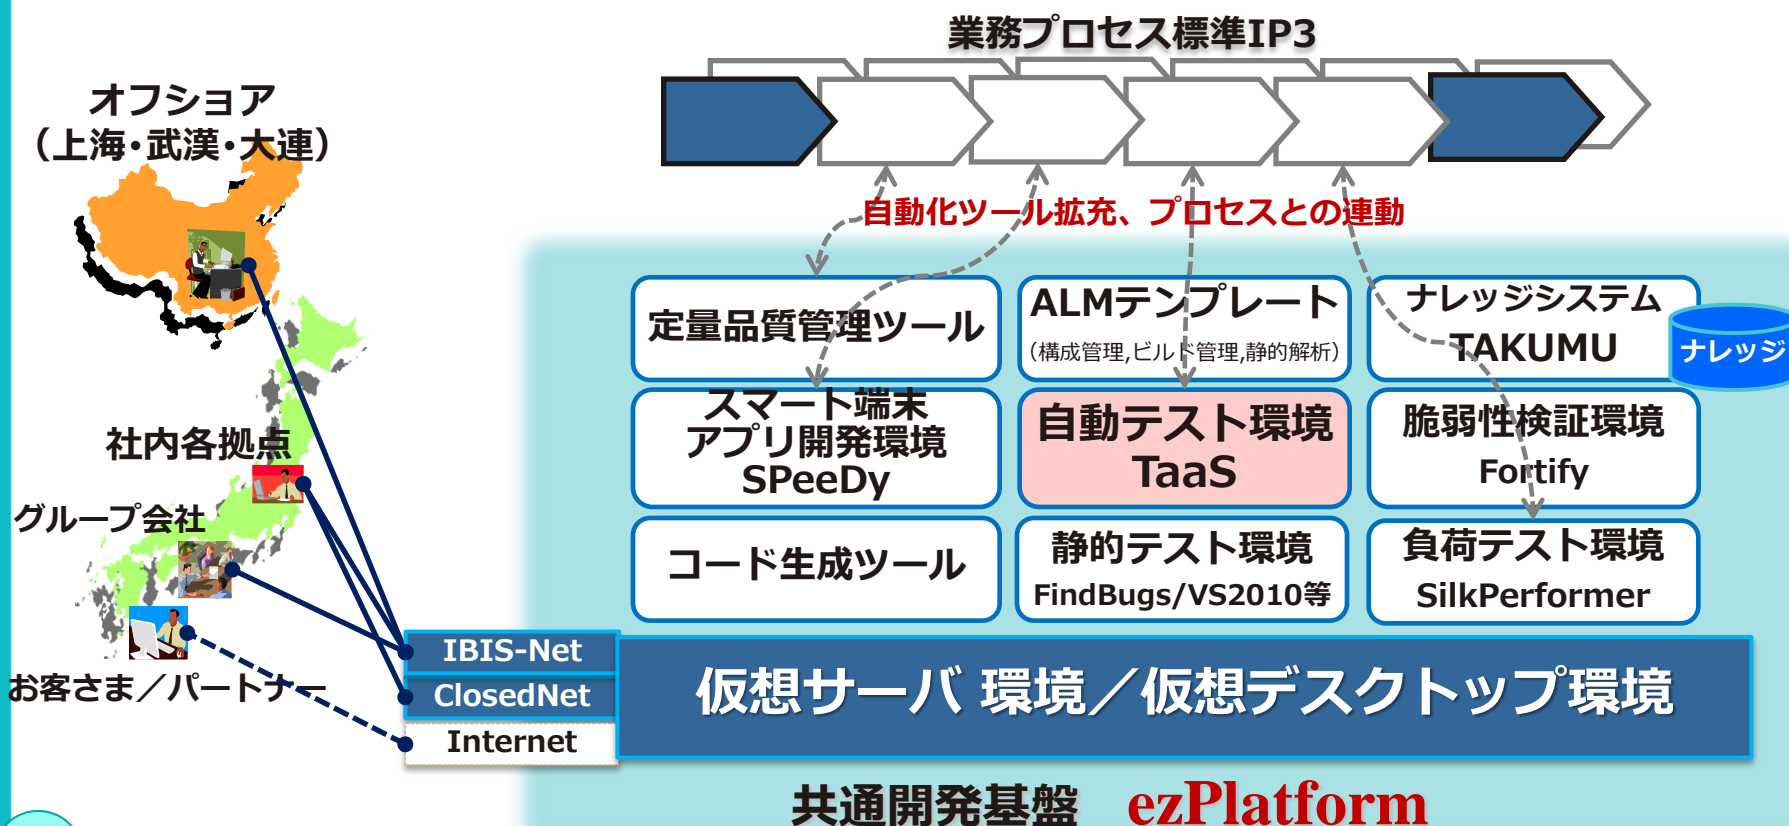 業務プロセス標準IP3
オフショア
（上海・武漢・大連）
自動化ツール拡充、プロセスとの連動
定量品質管理ツール
ALMテンプレート
（構成管理,ビルド管理,静的解析）
ナレッジシステム
TAKUMU
ナレッジ
スマート端末
アプリ開発環境
SPeeDy
自動テスト環境
TaaS
脆弱性検証環境
Fortify
コード生成ツール
静的テスト環境
FindBugs/VS2010等
負荷テスト環境
SilkPerformer
社内各拠点
グループ会社
お客さま／パートナー
IBIS-Net
ClosedNet
Internet
仮想サーバ 環境／仮想デスクトップ環境
共通開発基盤 ezPlatform